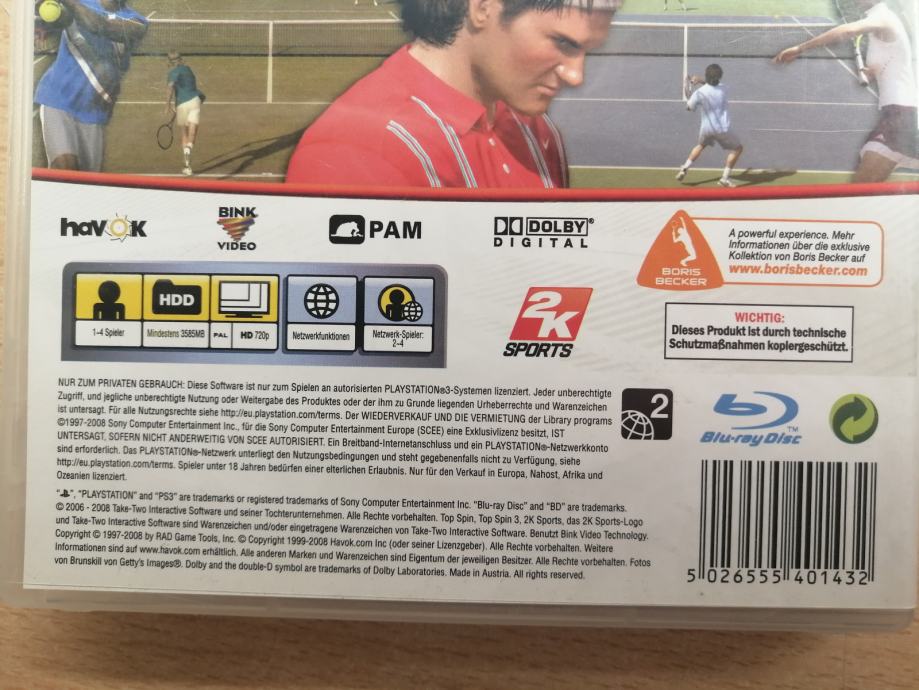 havOK
BINK
VIDEO
PAM
DOLBY®
DIGITAL
BORIS
BECKER
A powerful experience. Mehr
Informationen über die exklusive
Kollektion von Boris Becker auf
www.borisbecker.com
1-4 Spieler
HDD
Mindestens 3585MB
PAL HD 720p
Netzwerkfunktionen
Netzwerk-Spieler:
2-4
2K
SPORTS
WICHTIG:
Dieses Produkt ist durch technische
Schutzmaßnahmen kopiergeschützt.
NUR ZUM PRIVATEN GEBRAUCH: Diese Software ist nur zum Spielen an autorisierten PLAYSTATION®3-Systemen lizenziert. Jeder unberechtigte
Zugriff, und jegliche unberechtigte Nutzung oder Weitergabe des Produktes oder der ihm zu Grunde liegenden Urheberrechte und Warenzeichen
ist untersagt. Für alle Nutzungsrechte siehe http://eu.playstation.com/terms. Der WIEDERVERKAUF UND DIE VERMIETUNG der Library programs
©1997-2008 Sony Computer Entertainment Inc., für die Sony Computer Entertainment Europe (SCEE) eine Exklusivlizenz besitzt, IST
UNTERSAGT, SOFERN NICHT ANDERWEITIG VON SCEE AUTORISIERT. Ein Breitband-Internetanschluss und ein PLAYSTATION®-Netzwerkkonto
sind erforderlich. Das PLAYSTATION®-Netzwerk unterliegt den Nutzungsbedingungen und steht gegebenenfalls nicht zu Verfügung, siehe
http://eu.playstation.com/terms. Spieler unter 18 Jahren bedürfen einer elterlichen Erlaubnis. Nur für den Verkauf in Europa, Nahost, Afrika und
Ozeanien lizenziert.
2
Blu-ray Disc™
"", "PLAYSTATION" and "PS3" are trademarks or registered trademarks of Sony Computer Entertainment Inc. "Blu-ray Disc" and "BD" are trademarks.
© 2006 - 2008 Take-Two Interactive Software und seiner Tochterunternehmen. Alle Rechte vorbehalten. Top Spin, Top Spin 3, 2K Sports, das 2K Sports-Logo
und Take-Two Interactive Software sind Warenzeichen und/oder eingetragene Warenzeichen von Take-Two Interactive Software. Benutzt Bink Video Technology.
Copyright © 1997-2008 by RAD Game Tools, Inc. © Copyright 1999-2008 Havok.com Inc (oder seiner Lizenzgeber). Alle Rechte vorbehalten. Weitere
Informationen sind auf www.havok.com erhältlich. Alle anderen Marken und Warenzeichen sind Eigentum der jeweiligen Besitzer. Alle Rechte vorbehalten. Fotos
von Brunskill von Getty's Images®. Dolby and the double-D symbol are trademarks of Dolby Laboratories. Made in Austria. All rights reserved.
5 026555 401432